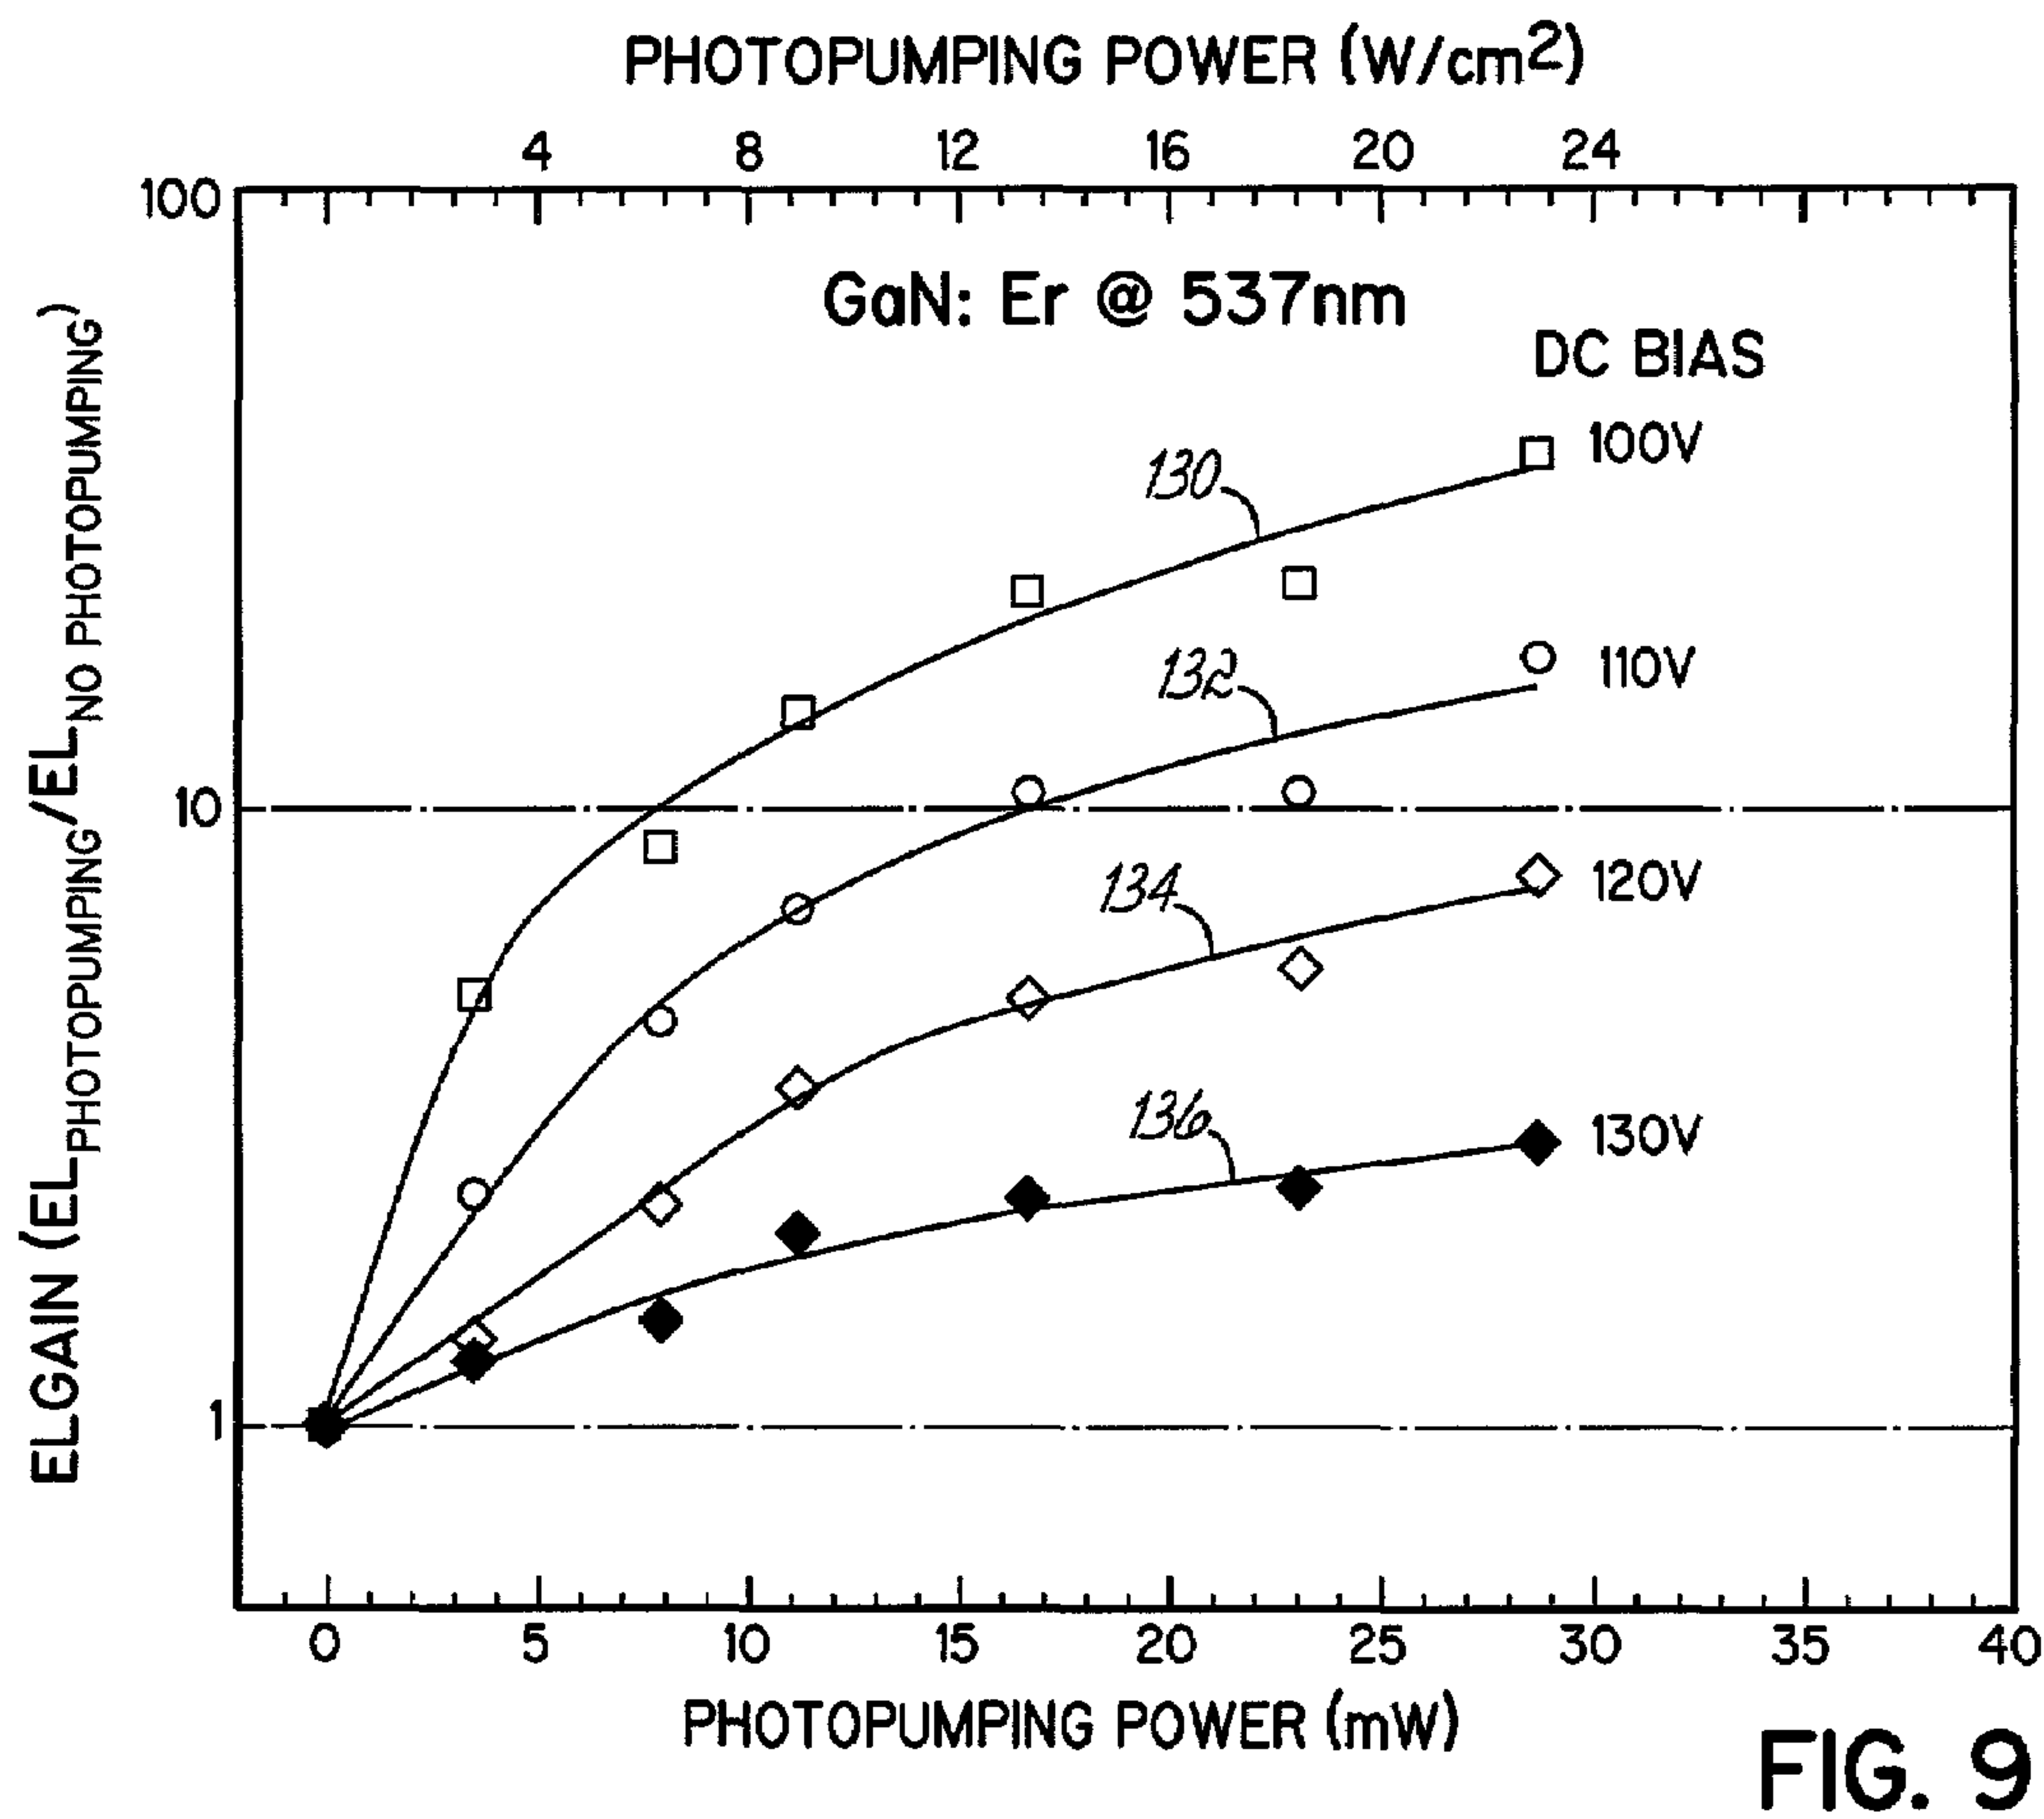 PHOTOPUMPING POWER (W/cm2)
4 8 12 16 20 24
100
GaN: Er @ 537nm
DC BIAS
100V
130
132
110V
10
134
120V
136
130V
1
ELGAIN (ELPHOTOPUMPING/ELNO PHOTOPUMPING)
0 5 10 15 20 25 30 35 40
PHOTOPUMPING POWER (mW)
FIG. 9